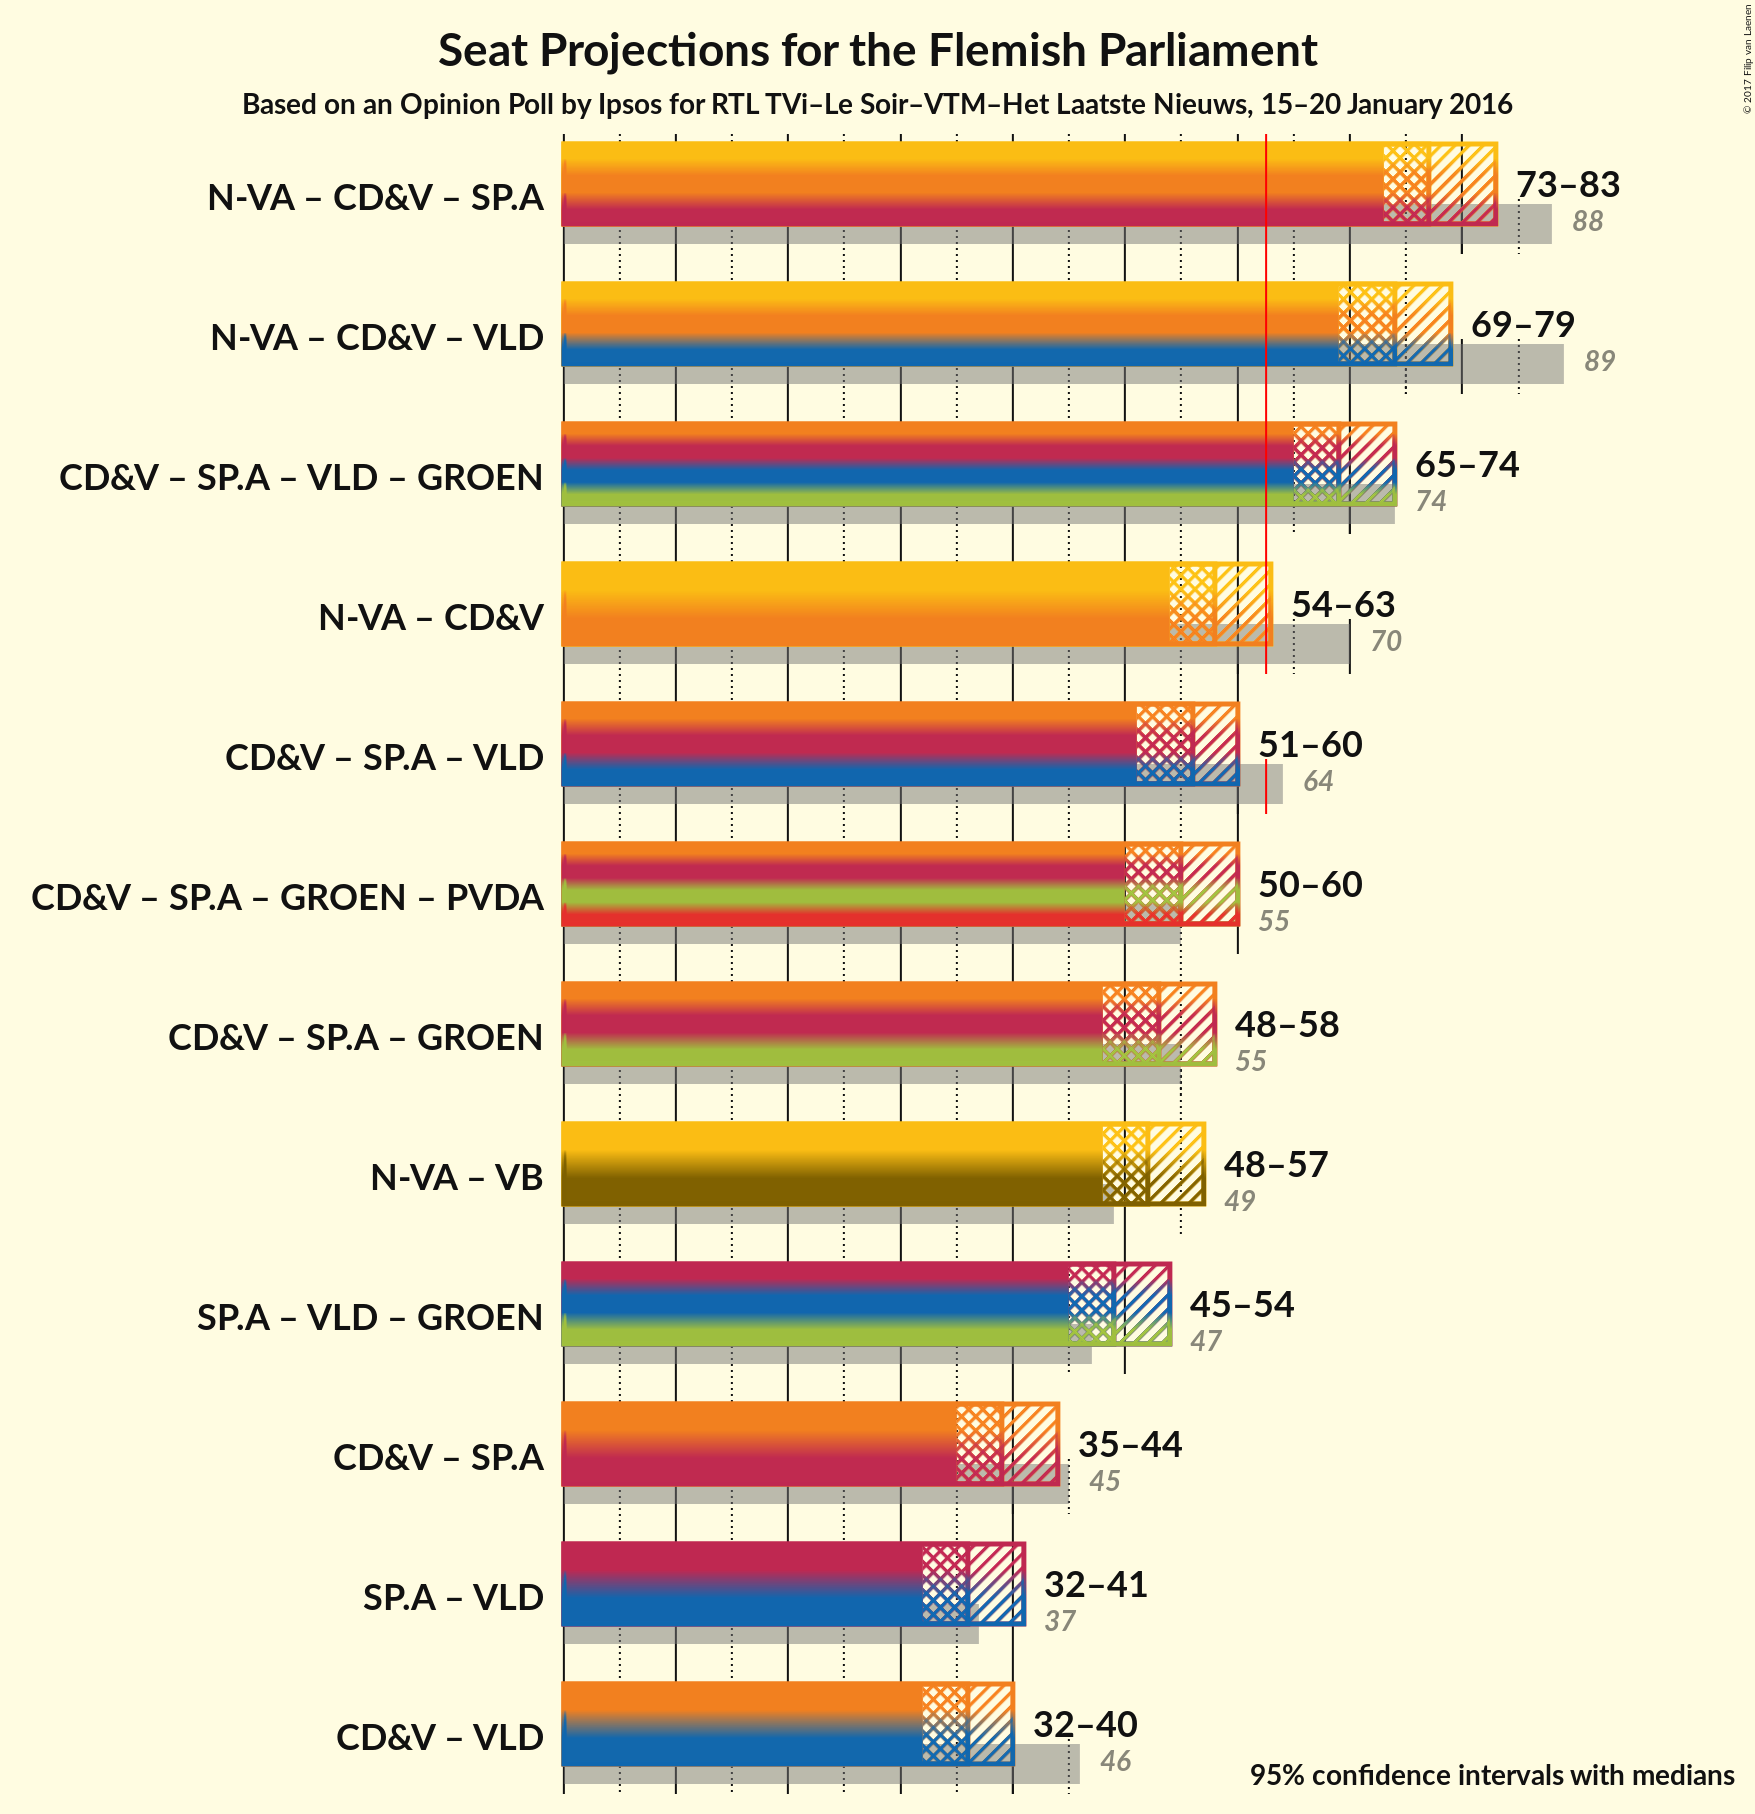 Seat Projections for the Flemish Parliament
Based on an Opinion Poll by Ipsos for RTL TVi–Le Soir–VTM–Het Laatste Nieuws, 15–20 January 2016
© 2017 Filip van Laenen
N-VA – CD&V – SP.A
73–83
88
N-VA – CD&V – VLD
69–79
89
CD&V – SP.A – VLD – GROEN
65–74
74
N-VA – CD&V
54–63
70
CD&V – SP.A – VLD
51–60
64
CD&V – SP.A – GROEN – PVDA
50–60
55
CD&V – SP.A – GROEN
48–58
55
N-VA – VB
48–57
49
SP.A – VLD – GROEN
45–54
47
CD&V – SP.A
35–44
45
SP.A – VLD
32–41
37
CD&V – VLD
32–40
46
95% confidence intervals with medians